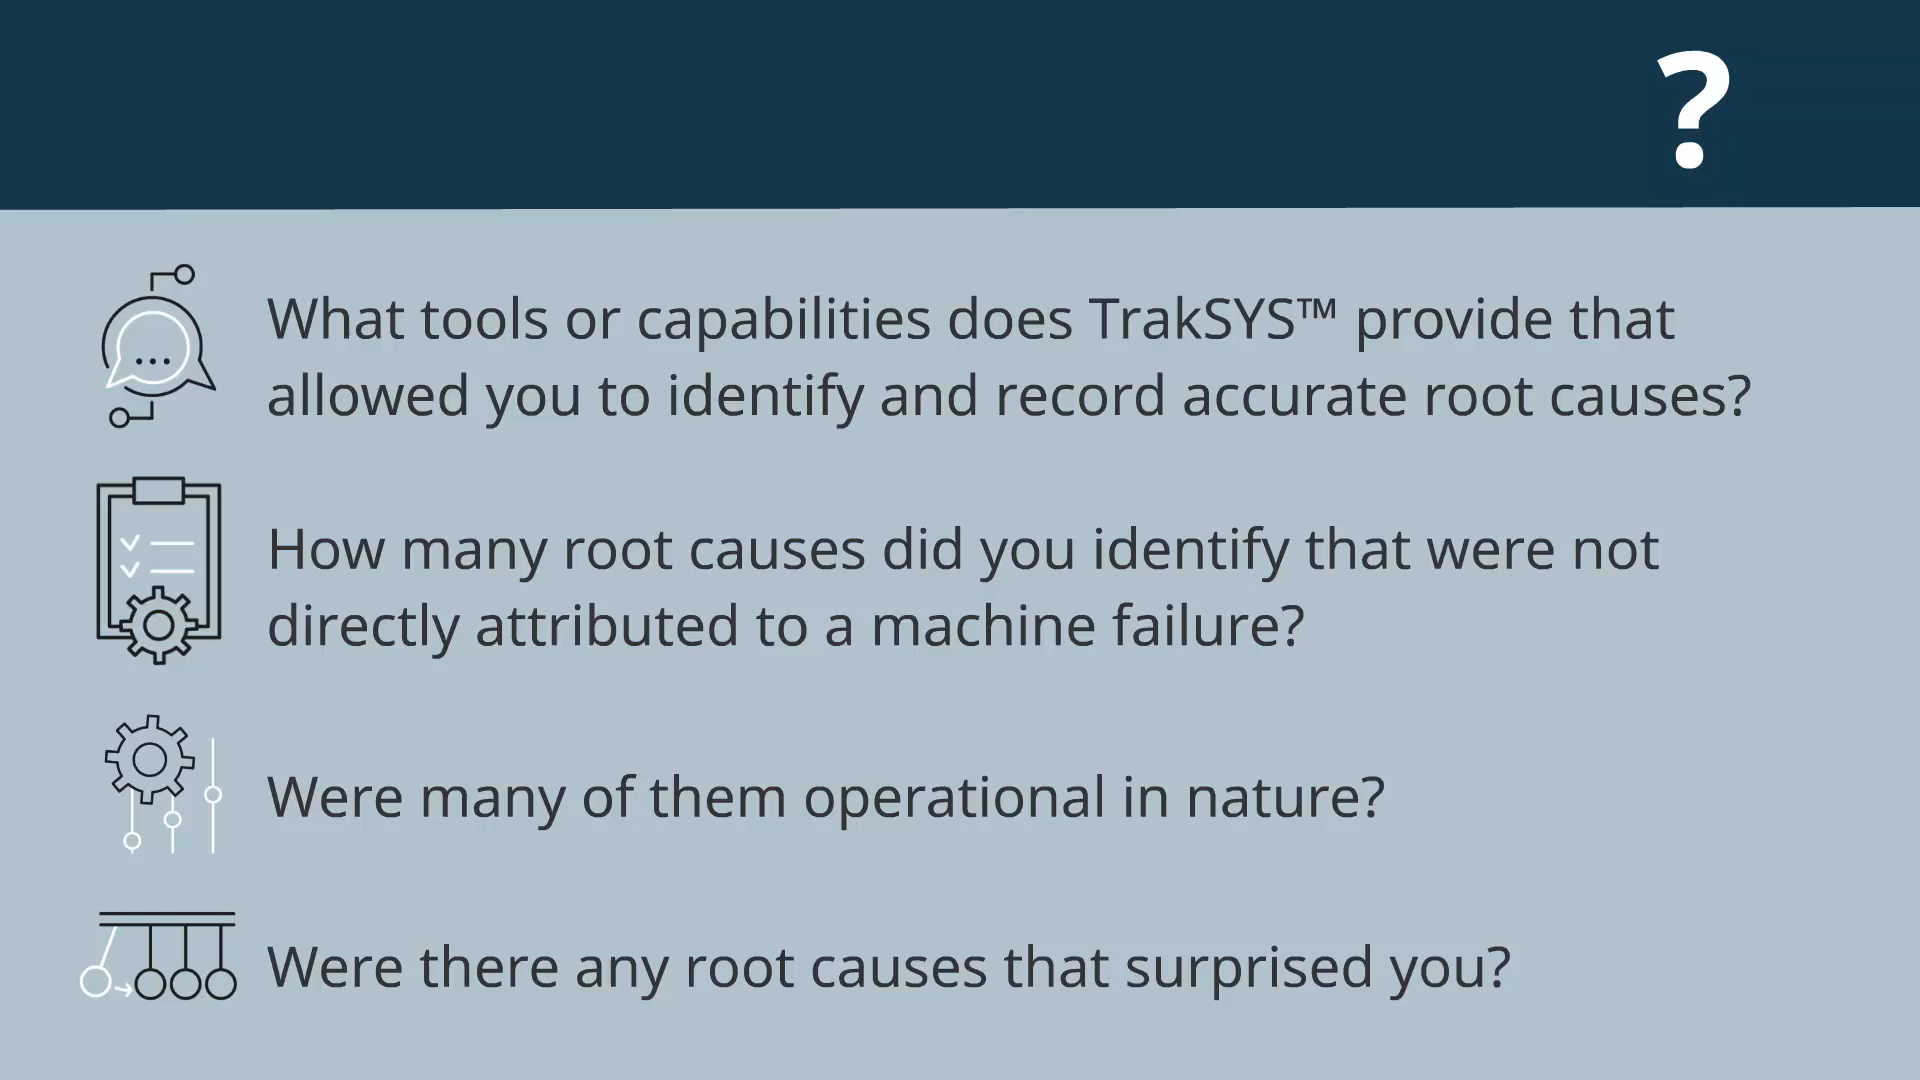 ?
What tools or capabilities does TrakSYS™ provide that
allowed you to identify and record accurate root causes?
How many root causes did you identify that were not
directly attributed to a machine failure?
Were many of them operational in nature?
Were there any root causes that surprised you?